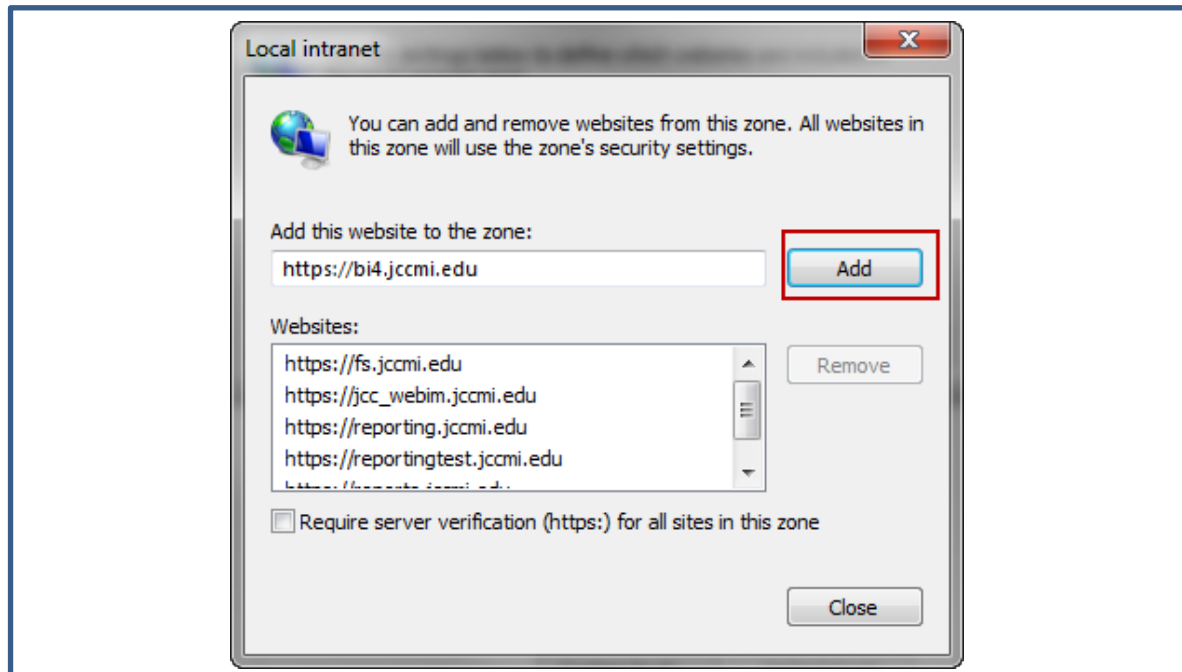 Local intranet
You can add and remove websites from this zone. All websites in
this zone will use the zone's security settings.
Add this website to the zone:
https://bi4.jccmi.edu
Add
Websites:
https://fs.jccmi.edu
Remove
https://jcc_webim.jccmi.edu
https://reporting.jccmi.edu
https://reportingtest.jccmi.edu
Require server verification (https:) for all sites in this zone
Close